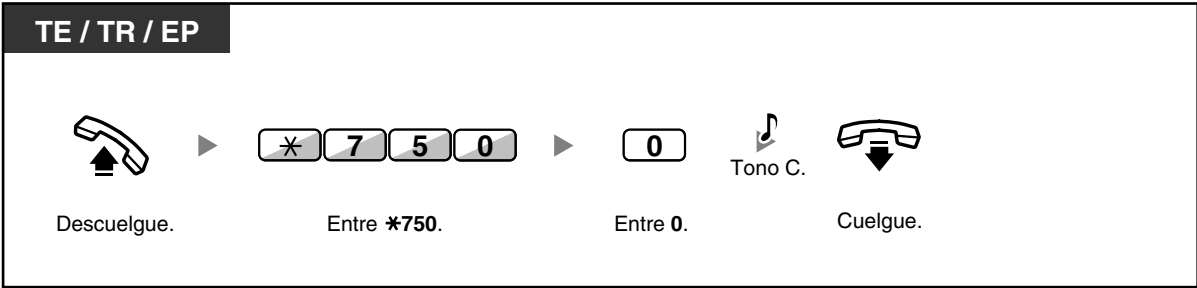 TE / TR / EP
* 7 5 0
0
Tono C.
Descuelgue.
Entre *750.
Entre 0.
Cuelgue.